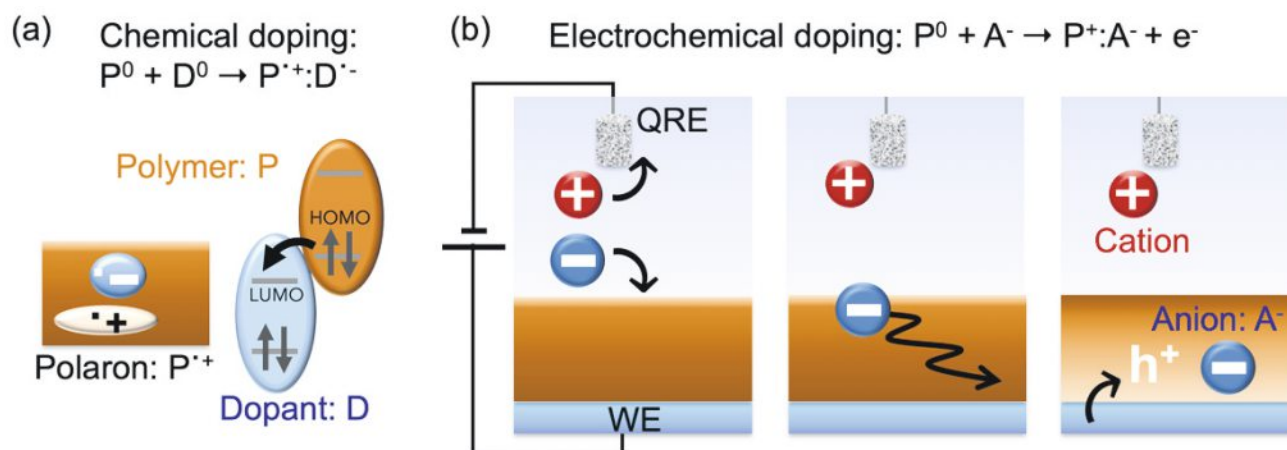 (a)
Chemical doping:
P⁰ + D⁰ → P˙⁺:D˙⁻
Polymer: P
HOMO
LUMO
˙+
Polaron: P˙⁺
Dopant: D
(b)
Electrochemical doping: P⁰ + A⁻ → P⁺:A⁻ + e⁻
QRE
+
−
WE
+
−
+
Cation
Anion: A⁻
h⁺
−